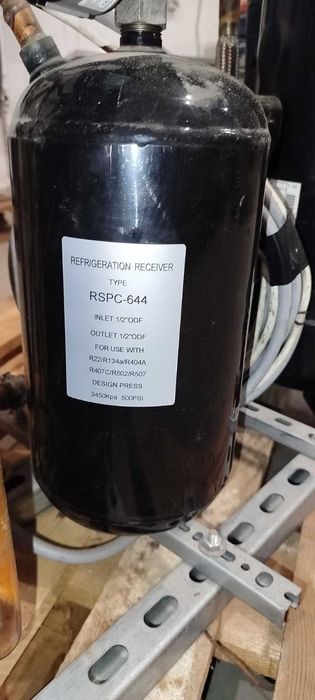 REFRIGERATION RECEIVER
TYPE
RSPC-644
INLET 1/2"ODF
OUTLET 1/2"ODF
FOR USE WITH
R22/R134a/R404A
R407C/R502/R507
DESIGN PRESS
3450Kpa 500PSI